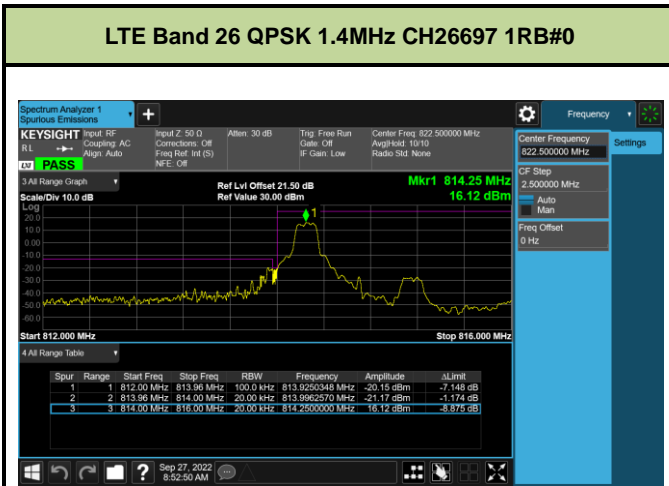 LTE Band 26 QPSK 1.4MHz CH26697 1RB#0
Spectrum Analyzer 1
Spurious Emissions
+
Frequency
KEYSIGHT
RL
Input: RF
Coupling: AC
Align: Auto
Input Z: 50 Ω
Corrections: Off
Freq Ref: Int (S)
NFE: Off
Atten: 30 dB
Trig: Free Run
Gate: Off
IF Gain: Low
Center Freq: 822.500000 MHz
Avg|Hold: 10/10
Radio Std: None
LXI PASS
Center Frequency
822.500000 MHz
Settings
CF Step
2.500000 MHz
Auto
Man
Freq Offset
0 Hz
3 All Range Graph
Ref Lvl Offset 21.50 dB
Mkr1 814.25 MHz
Scale/Div 10.0 dB
Ref Value 30.00 dBm
16.12 dBm
Log
1
20.0
10.0
0.00
-10.0
-20.0
-30.0
-40.0
-50.0
-60.0
Start 812.000 MHz
Stop 816.000 MHz
4 All Range Table
Spur Range Start Freq Stop Freq RBW Frequency Amplitude ΔLimit
1 1 812.00 MHz 813.96 MHz 100.0 kHz 813.9250348 MHz -20.15 dBm -7.148 dB
2 2 813.96 MHz 814.00 MHz 20.00 kHz 813.9962570 MHz -21.17 dBm -1.174 dB
3 3 814.00 MHz 816.00 MHz 20.00 kHz 814.2500000 MHz 16.12 dBm -8.875 dB
?
Sep 27, 2022
8:52:50 AM